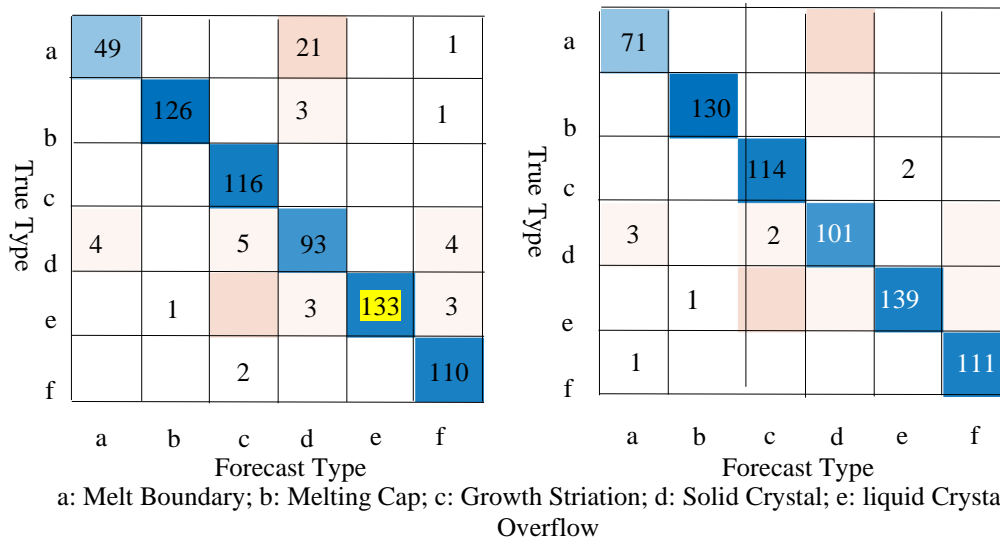 a 49 21 1
b 126 3 1
c 116
d 4 5 93 4
e 1 3 133 3
f 2 110
a b c d e f
True Type
Forecast Type
a 71
b 130
c 114 2
d 3 2 101
e 1 139
f 1 111
a b c d e f
True Type
Forecast Type
a: Melt Boundary; b: Melting Cap; c: Growth Striation; d: Solid Crystal; e: liquid Crysta
Overflow